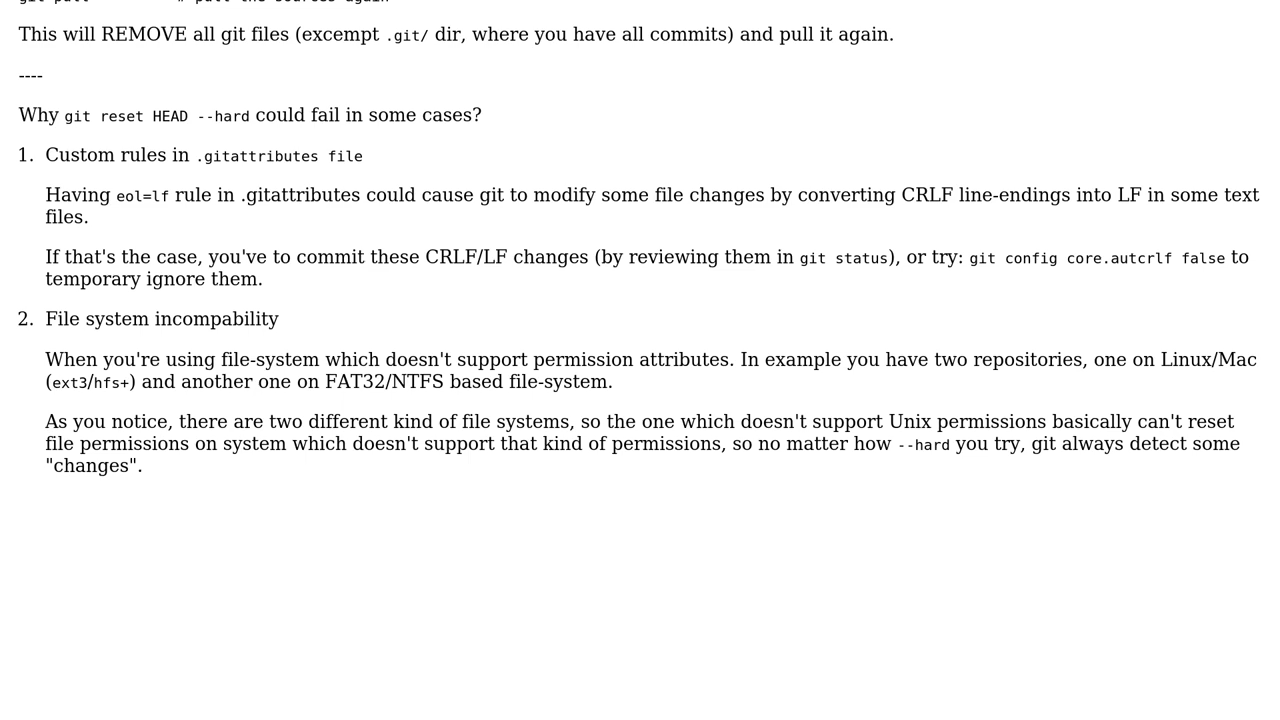 git pull # pull the sources again
This will REMOVE all git files (excempt .git/ dir, where you have all commits) and pull it again.
----
Why git reset HEAD --hard could fail in some cases?
1. Custom rules in .gitattributes file
Having eol=lf rule in .gitattributes could cause git to modify some file changes by converting CRLF line-endings into LF in some text
files.
If that's the case, you've to commit these CRLF/LF changes (by reviewing them in git status), or try: git config core.autcrlf false to
temporary ignore them.
2. File system incompability
When you're using file-system which doesn't support permission attributes. In example you have two repositories, one on Linux/Mac
(ext3/hfs+) and another one on FAT32/NTFS based file-system.
As you notice, there are two different kind of file systems, so the one which doesn't support Unix permissions basically can't reset
file permissions on system which doesn't support that kind of permissions, so no matter how --hard you try, git always detect some
"changes".